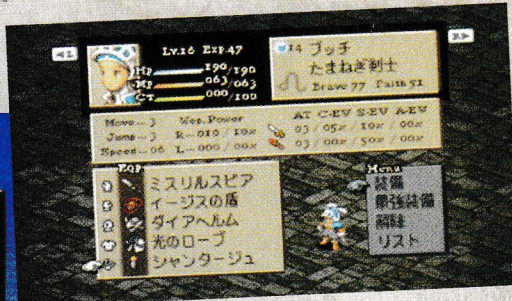 L
R
Lv.16 Exp.47
HP 190/190
MP 063/063
CT 000/100
14 ブッチ
たまねぎ剣士
Brave 77 Faith 51
Move‥3 Wep.Power AT C-EV S-EV A-EV
Jump‥3 R‥010/10% 03/05% 10% 00%
Speed‥06 L‥000/00% 03/00% 50% 00%
EQP
ミスリルスピア
イージスの盾
ダイアヘルム
光のローブ
シャンタージュ
Menu
装備
最強装備
解除
リスト